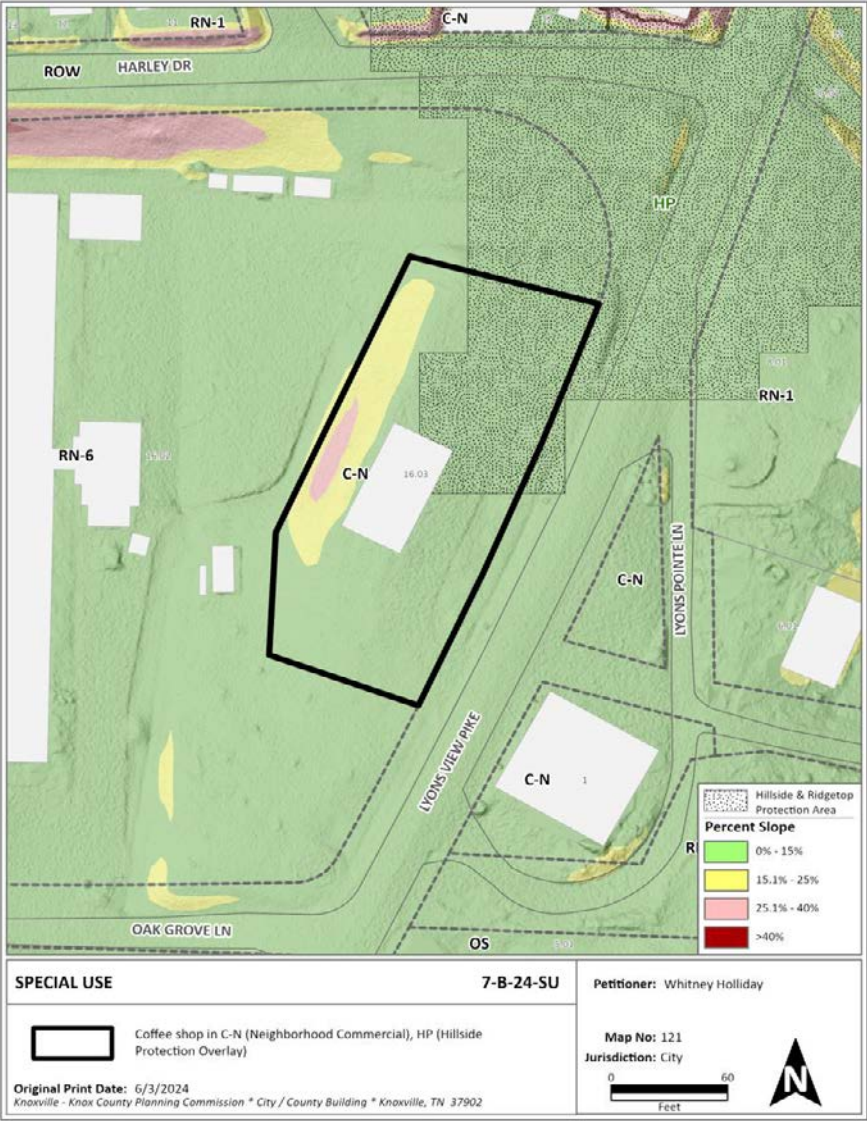 RN-1
C-N
ROW
HARLEY DR
HP
RN-1
RN-6
16.02
C-N
16.03
C-N
LYONS POINTE LN
LYONS VIEW PIKE
C-N
1
Hillside & Ridgetop
Protection Area
Percent Slope
0% - 15%
15.1% - 25%
25.1% - 40%
>40%
OAK GROVE LN
OS
SPECIAL USE
7-B-24-SU
Petitioner: Whitney Holliday
Coffee shop in C-N (Neighborhood Commercial), HP (Hillside
Protection Overlay)
Map No: 121
Jurisdiction: City
0 60
Feet
N
Original Print Date: 6/3/2024
Knoxville - Knox County Planning Commission * City / County Building * Knoxville, TN 37902